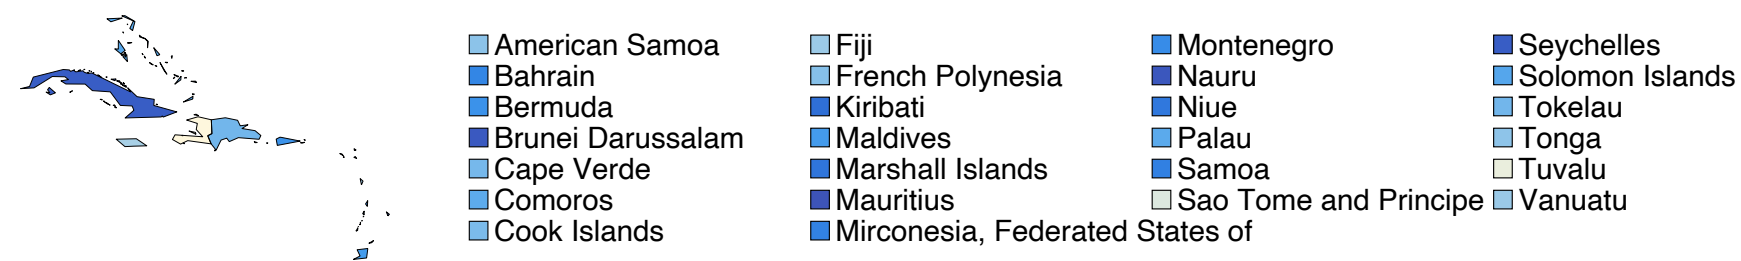 American Samoa
Bahrain
Bermuda
Brunei Darussalam
Cape Verde
Comoros
Cook Islands
Fiji
French Polynesia
Kiribati
Maldives
Marshall Islands
Mauritius
Mirconesia, Federated States of
Montenegro
Nauru
Niue
Palau
Samoa
Sao Tome and Principe
Seychelles
Solomon Islands
Tokelau
Tonga
Tuvalu
Vanuatu